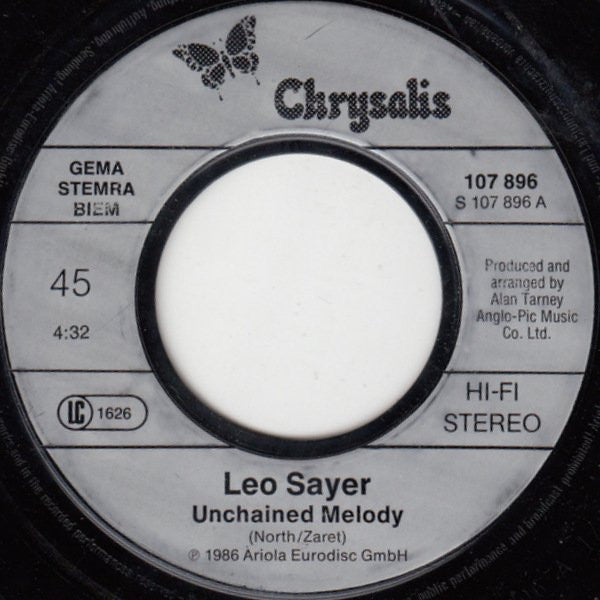 Chrysalis
GEMA
STEMRA
BIEM
107 896
S 107 896 A
45
4:32
Produced and
arranged by
Alan Tarney
Anglo-Pic Music
Co. Ltd.
LC 1626
HI-FI
STEREO
Leo Sayer
Unchained Melody
(North/Zaret)
℗ 1986 Ariola Eurodisc GmbH